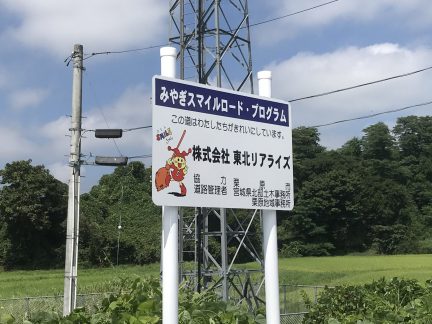 みやぎスマイルロード・プログラム
この道はわたしたちがきれいにしています。
株式会社 東北リアライズ
協力 栗原市
道路管理者 宮城県北部土木事務所
栗原地域事務所